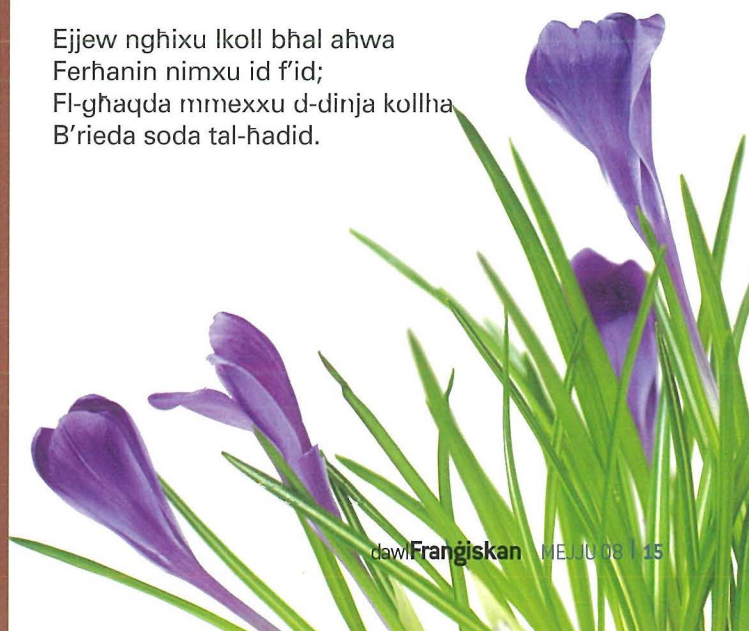 Ejjew ngħixu lkoll bħal aħwa
Ferħanin nimxu id f'id;
Fl-għaqda mmexxu d-dinja kollha
B'rieda soda tal-ħadid.
dawlFranġiskan MEJJU 08 | 15